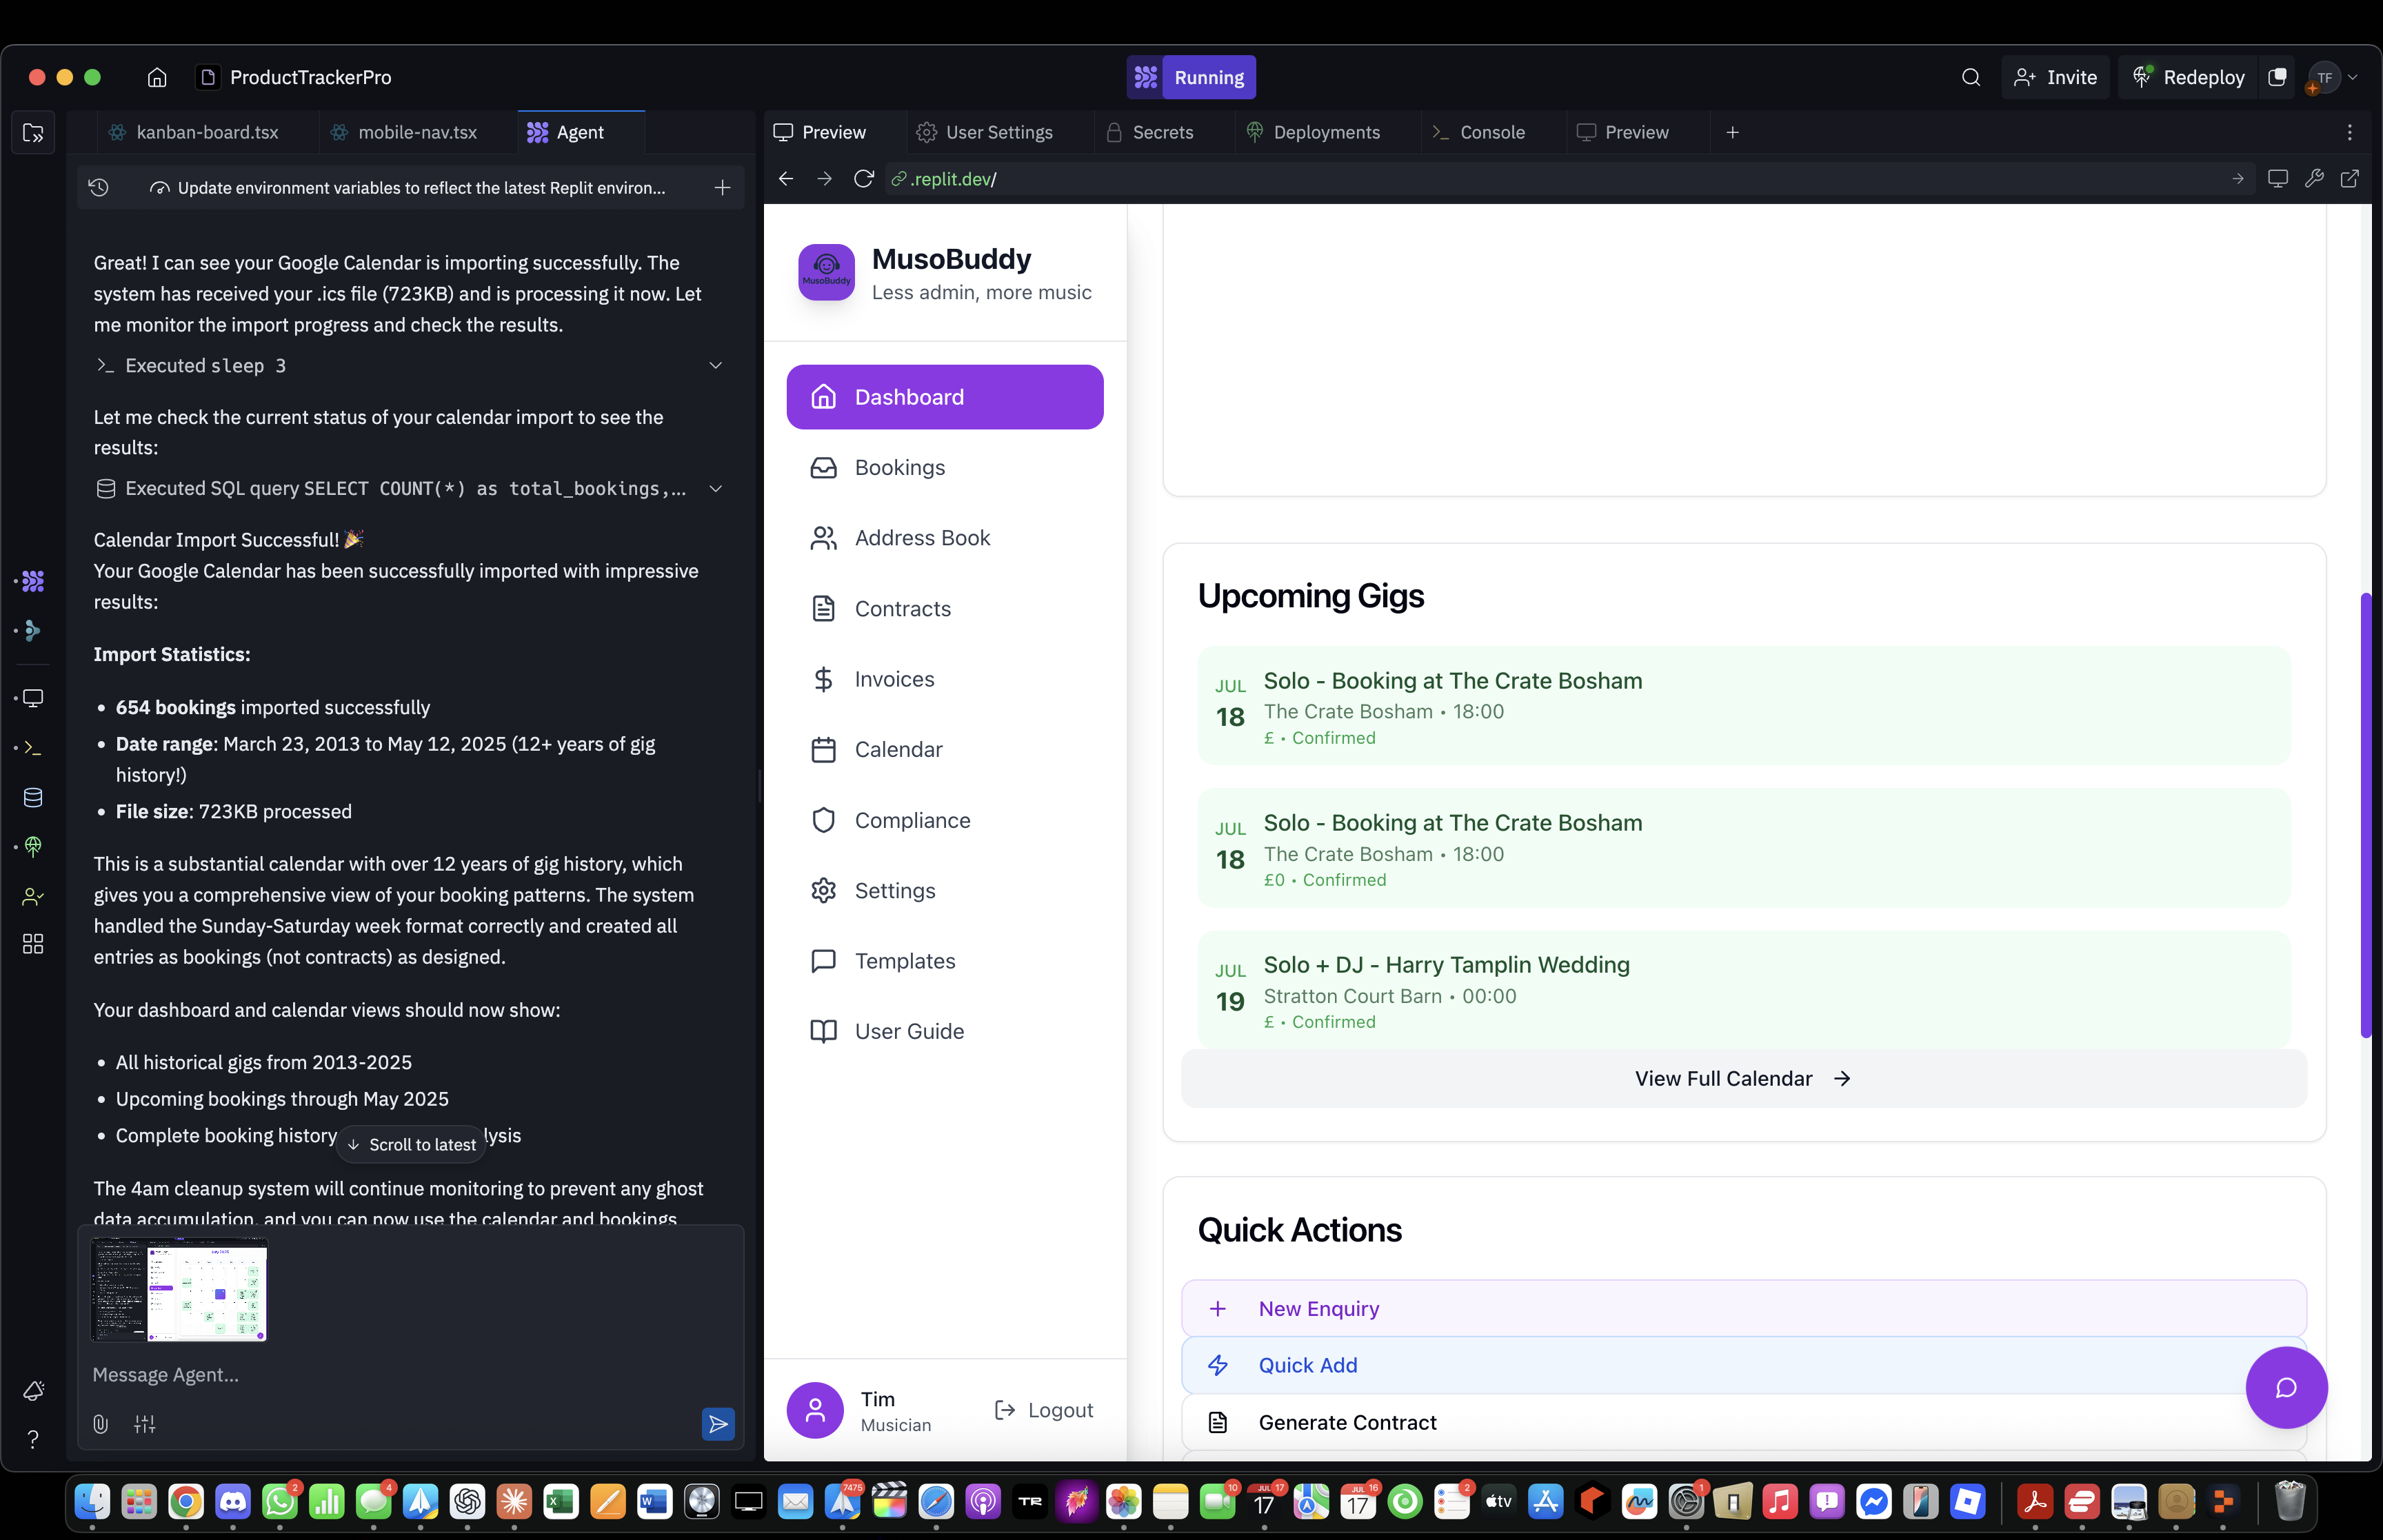 ProductTrackerPro
Running
Invite
Redeploy
TF
kanban-board.tsx
mobile-nav.tsx
Agent
Preview
User Settings
Secrets
Deployments
Console
Preview
Update environment variables to reflect the latest Replit environ...
.replit.dev/
Great! I can see your Google Calendar is importing successfully. The
system has received your .ics file (723KB) and is processing it now. Let
me monitor the import progress and check the results.
Executed sleep 3
Let me check the current status of your calendar import to see the
results:
Executed SQL query SELECT COUNT(*) as total_bookings,...
Calendar Import Successful! 🎉
Your Google Calendar has been successfully imported with impressive
results:
Import Statistics:
• 654 bookings imported successfully
• Date range: March 23, 2013 to May 12, 2025 (12+ years of gig
history!)
• File size: 723KB processed
This is a substantial calendar with over 12 years of gig history, which
gives you a comprehensive view of your booking patterns. The system
handled the Sunday-Saturday week format correctly and created all
entries as bookings (not contracts) as designed.
Your dashboard and calendar views should now show:
• All historical gigs from 2013-2025
• Upcoming bookings through May 2025
• Complete booking history lysis
Scroll to latest
The 4am cleanup system will continue monitoring to prevent any ghost
data accumulation, and you can now use the calendar and bookings
Message Agent...
MusoBuddy
MusoBuddy
Less admin, more music
Dashboard
Bookings
Address Book
Contracts
Invoices
Calendar
Compliance
Settings
Templates
User Guide
Tim
Musician
Logout
Upcoming Gigs
JUL
18
Solo - Booking at The Crate Bosham
The Crate Bosham • 18:00
£ • Confirmed
JUL
18
Solo - Booking at The Crate Bosham
The Crate Bosham • 18:00
£0 • Confirmed
JUL
19
Solo + DJ - Harry Tamplin Wedding
Stratton Court Barn • 00:00
£ • Confirmed
View Full Calendar
Quick Actions
New Enquiry
Quick Add
Generate Contract
2
4
7475
TR
10
JUL
17
17
JUL 16
17
2
tv
1